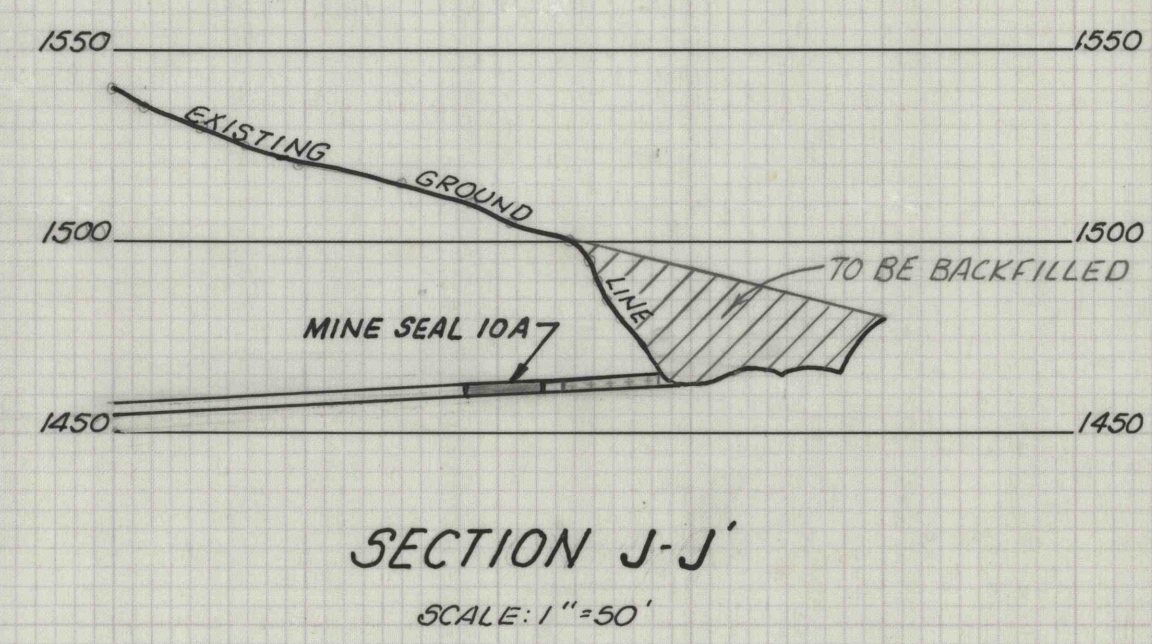 1550 1550
EXISTING GROUND LINE
1500 1500
TO BE BACKFILLED
MINE SEAL 10A
1450 1450
SECTION J-J'
SCALE: 1"=50'